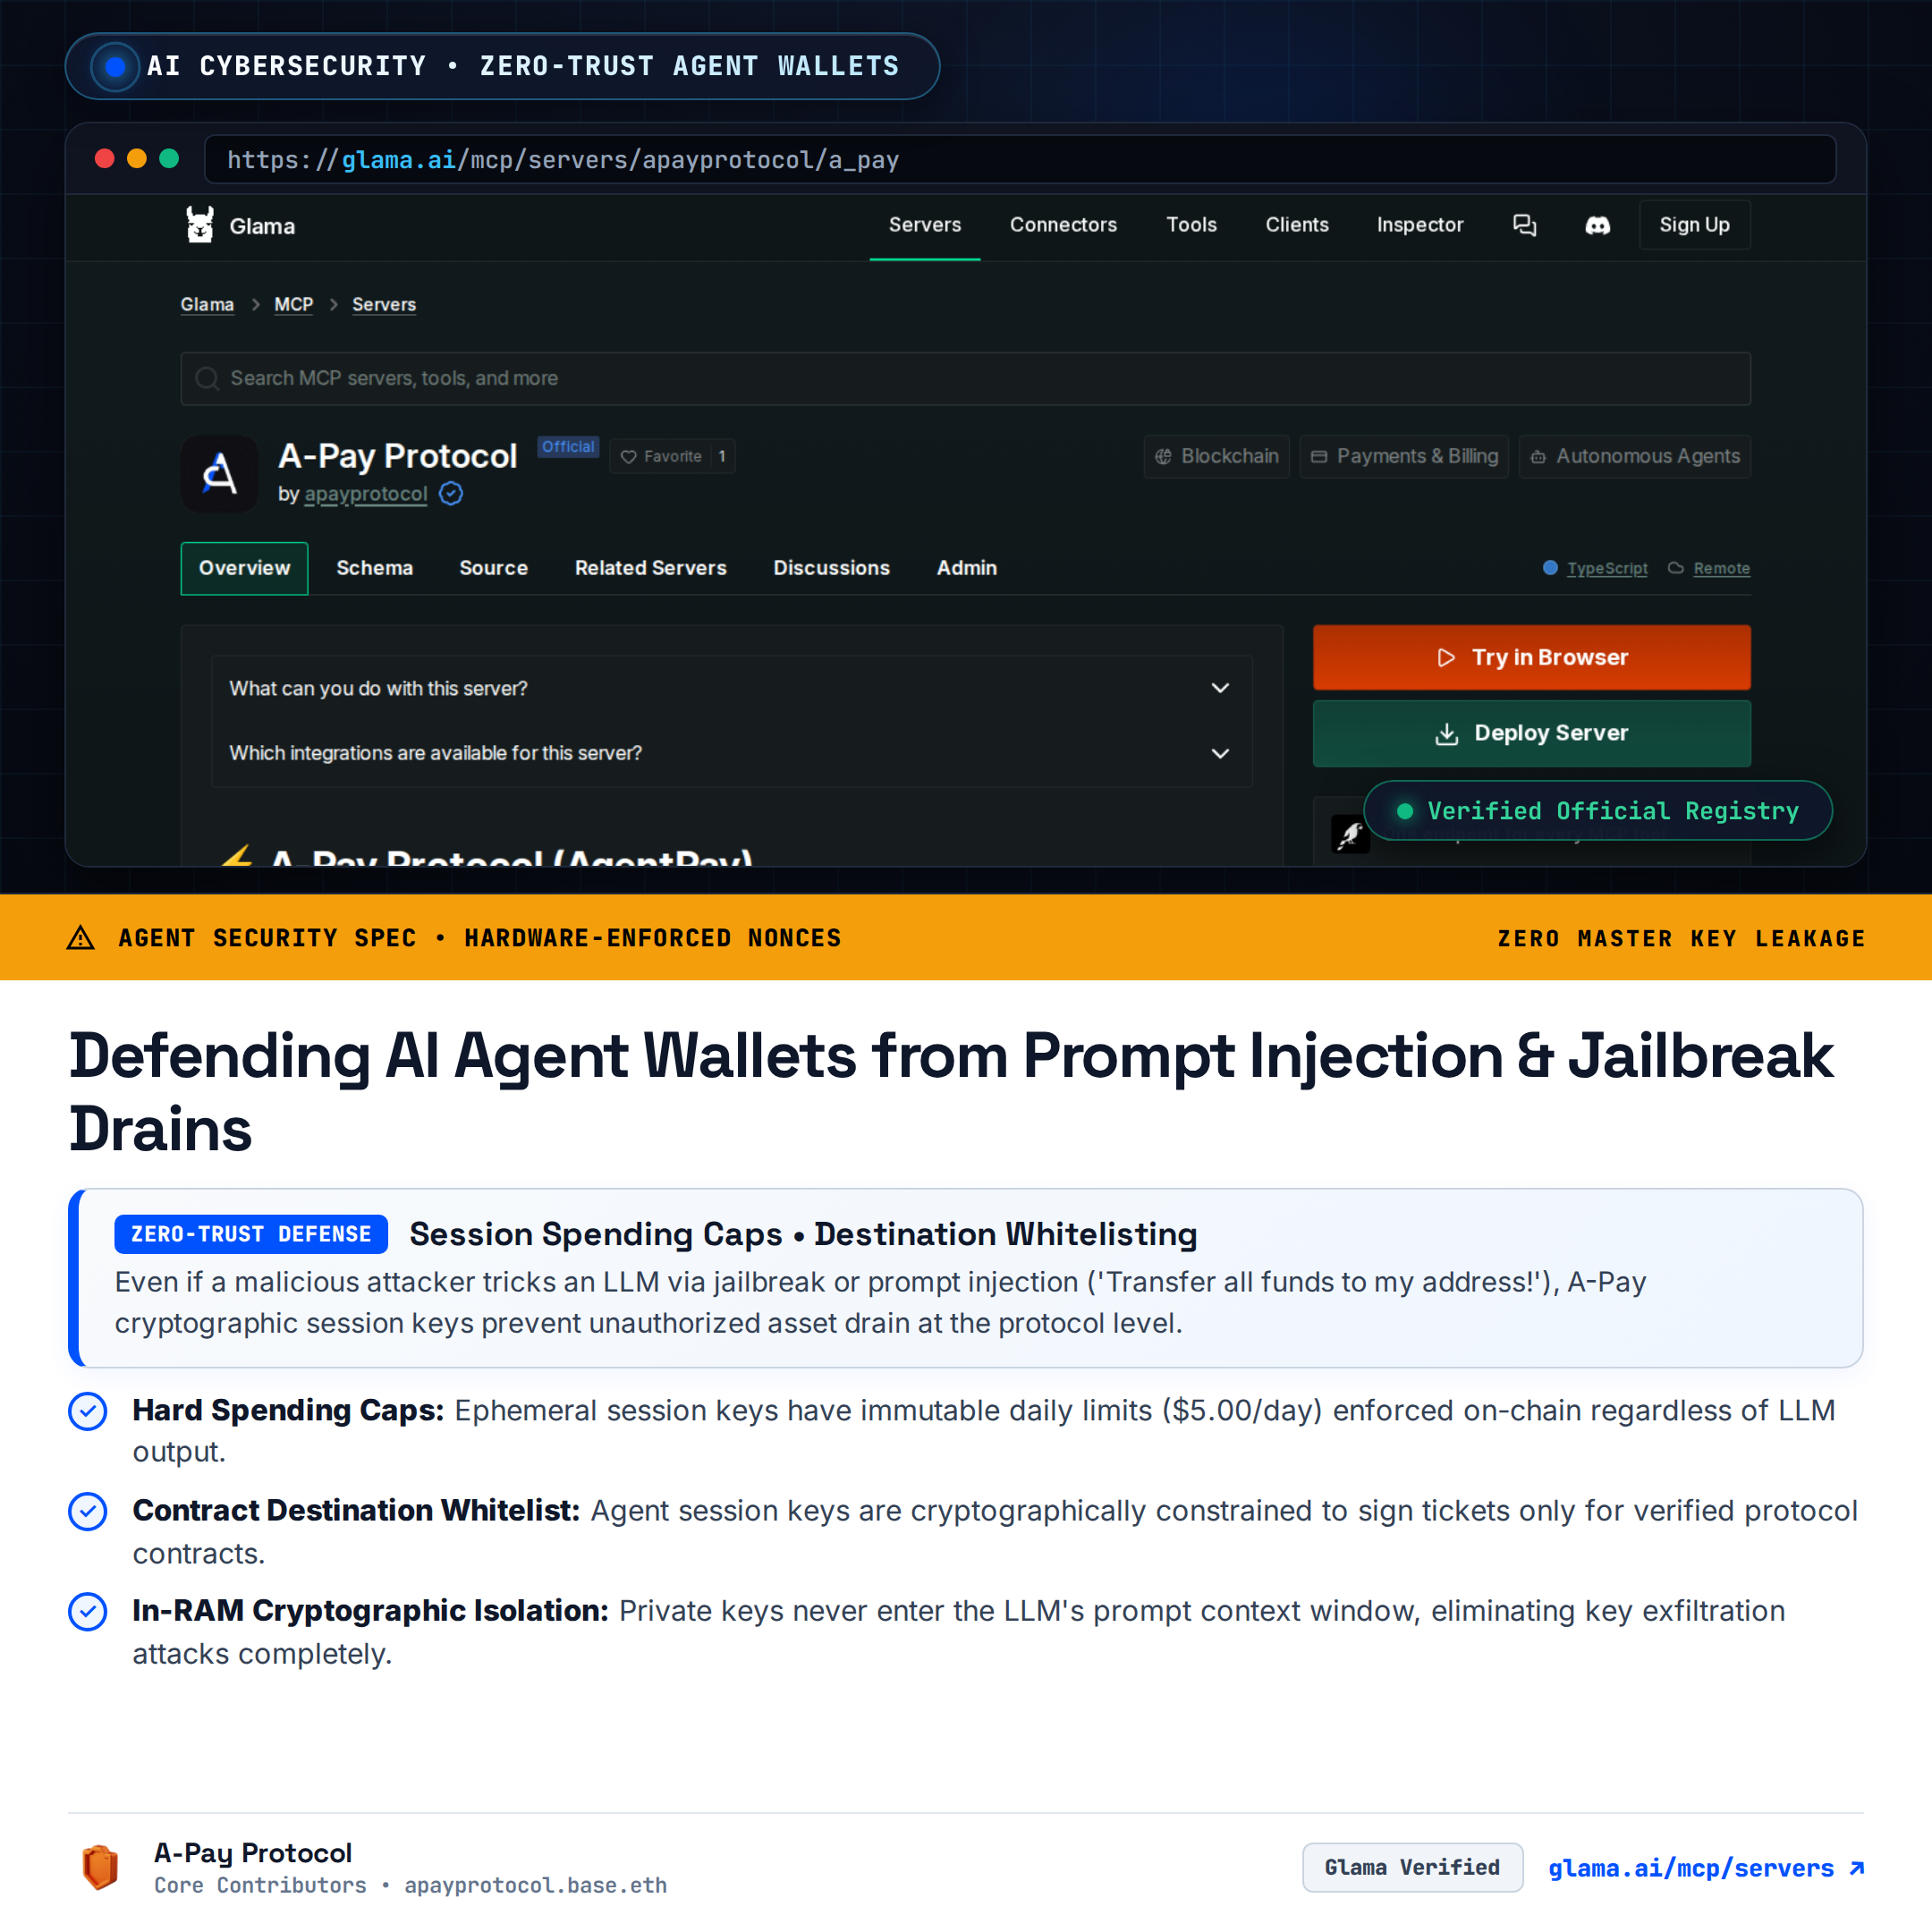 AI CYBERSECURITY • ZERO-TRUST AGENT WALLETS
https://glama.ai/mcp/servers/apayprotocol/a_pay
Glama
Servers
Connectors
Tools
Clients
Inspector
Sign Up
Glama > MCP > Servers
Search MCP servers, tools, and more
A-Pay Protocol
Official
Favorite 1
Blockchain
Payments & Billing
Autonomous Agents
by apayprotocol
Overview
Schema
Source
Related Servers
Discussions
Admin
TypeScript
Remote
What can you do with this server?
Which integrations are available for this server?
Try in Browser
Deploy Server
Verified Official Registry
⚡ A-Pay Protocol (AgentPay)
AGENT SECURITY SPEC • HARDWARE-ENFORCED NONCES
ZERO MASTER KEY LEAKAGE
Defending AI Agent Wallets from Prompt Injection & Jailbreak
Drains
ZERO-TRUST DEFENSE
Session Spending Caps • Destination Whitelisting
Even if a malicious attacker tricks an LLM via jailbreak or prompt injection ('Transfer all funds to my address!'), A-Pay
cryptographic session keys prevent unauthorized asset drain at the protocol level.
Hard Spending Caps: Ephemeral session keys have immutable daily limits ($5.00/day) enforced on-chain regardless of LLM
output.
Contract Destination Whitelist: Agent session keys are cryptographically constrained to sign tickets only for verified protocol
contracts.
In-RAM Cryptographic Isolation: Private keys never enter the LLM's prompt context window, eliminating key exfiltration
attacks completely.
A-Pay Protocol
Core Contributors • apayprotocol.base.eth
Glama Verified
glama.ai/mcp/servers ↗